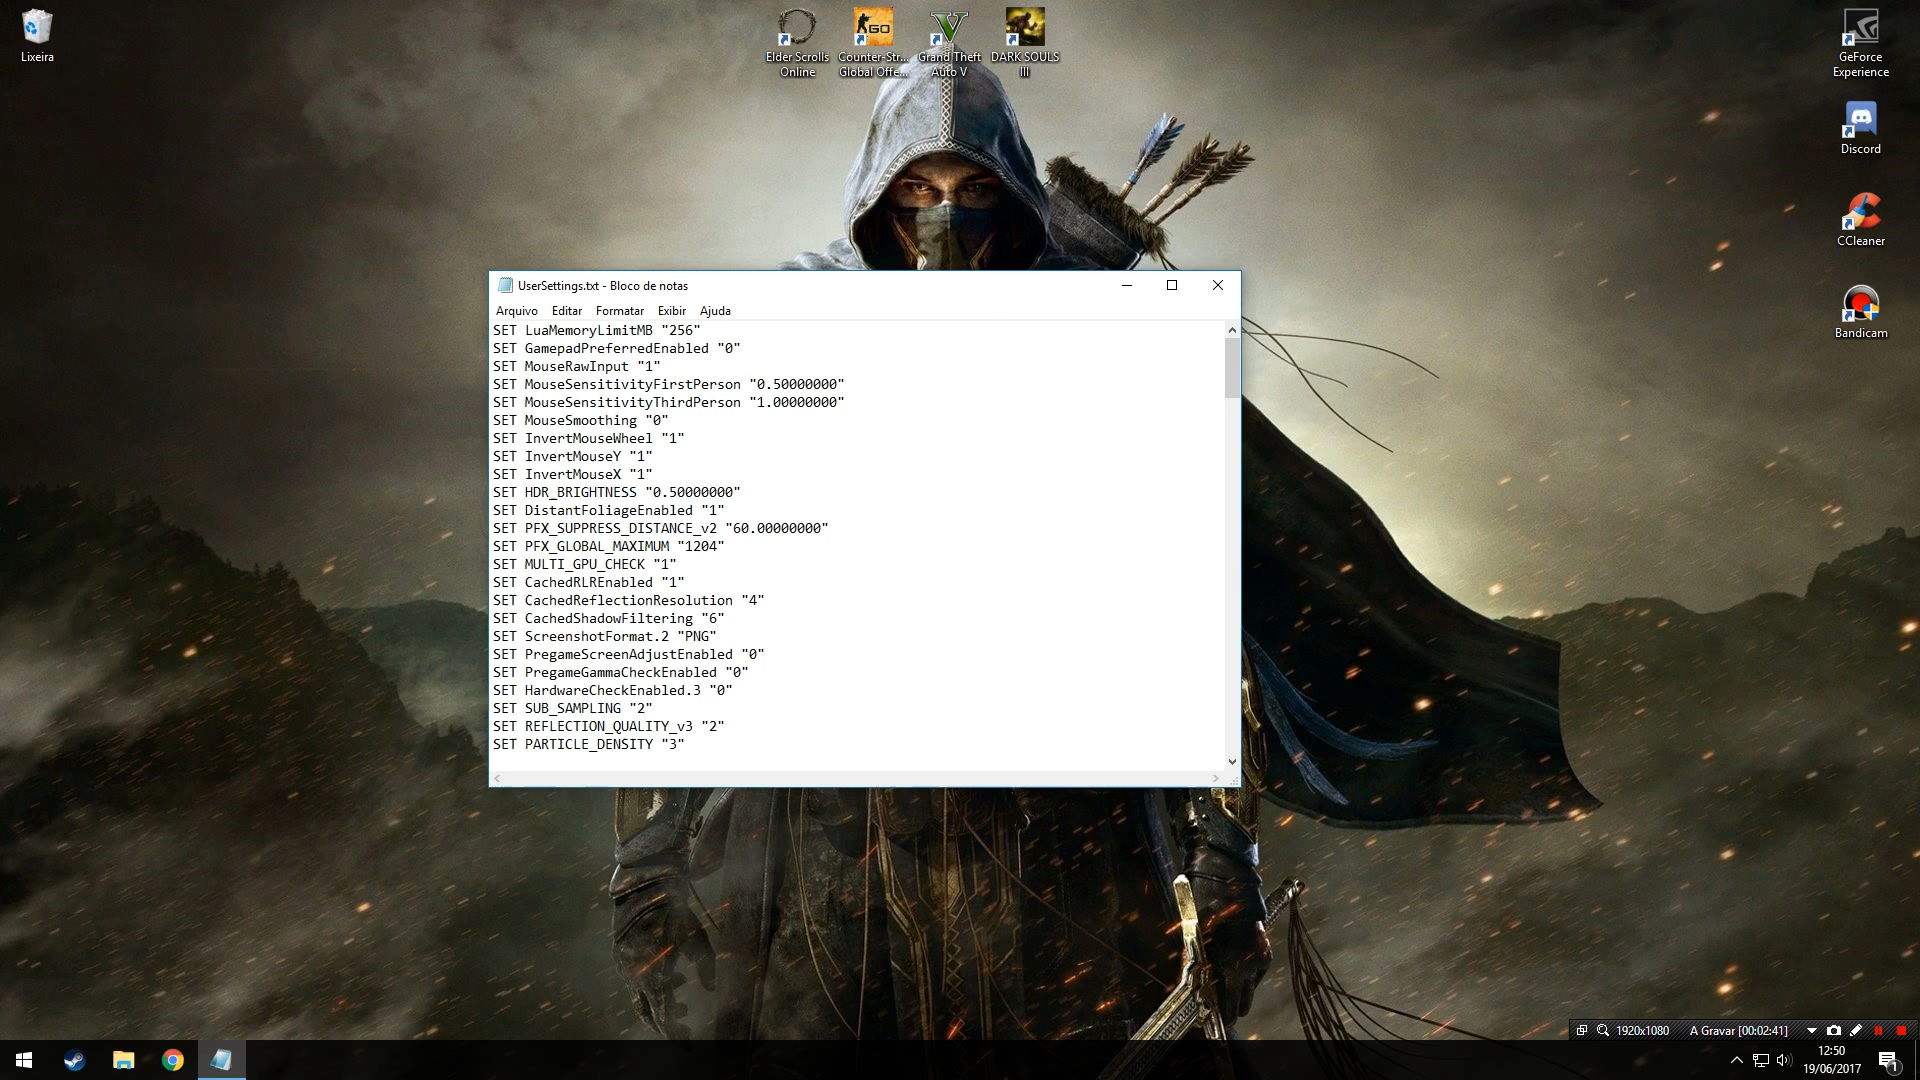 Lixeira
Elder Scrolls
Online
Counter-Str...
Global Offe...
Grand Theft
Auto V
DARK SOULS
III
GeForce
Experience
Discord
CCleaner
Bandicam
UserSettings.txt - Bloco de notas
Arquivo Editar Formatar Exibir Ajuda
SET LuaMemoryLimitMB "256"
SET GamepadPreferredEnabled "0"
SET MouseRawInput "1"
SET MouseSensitivityFirstPerson "0.50000000"
SET MouseSensitivityThirdPerson "1.00000000"
SET MouseSmoothing "0"
SET InvertMouseWheel "1"
SET InvertMouseY "1"
SET InvertMouseX "1"
SET HDR_BRIGHTNESS "0.50000000"
SET DistantFoliageEnabled "1"
SET PFX_SUPPRESS_DISTANCE_v2 "60.00000000"
SET PFX_GLOBAL_MAXIMUM "1204"
SET MULTI_GPU_CHECK "1"
SET CachedRLREnabled "1"
SET CachedReflectionResolution "4"
SET CachedShadowFiltering "6"
SET ScreenshotFormat.2 "PNG"
SET PregameScreenAdjustEnabled "0"
SET PregameGammaCheckEnabled "0"
SET HardwareCheckEnabled.3 "0"
SET SUB_SAMPLING "2"
SET REFLECTION_QUALITY_v3 "2"
SET PARTICLE_DENSITY "3"
1920x1080 A Gravar [00:02:41]
12:50
19/06/2017
1
GO